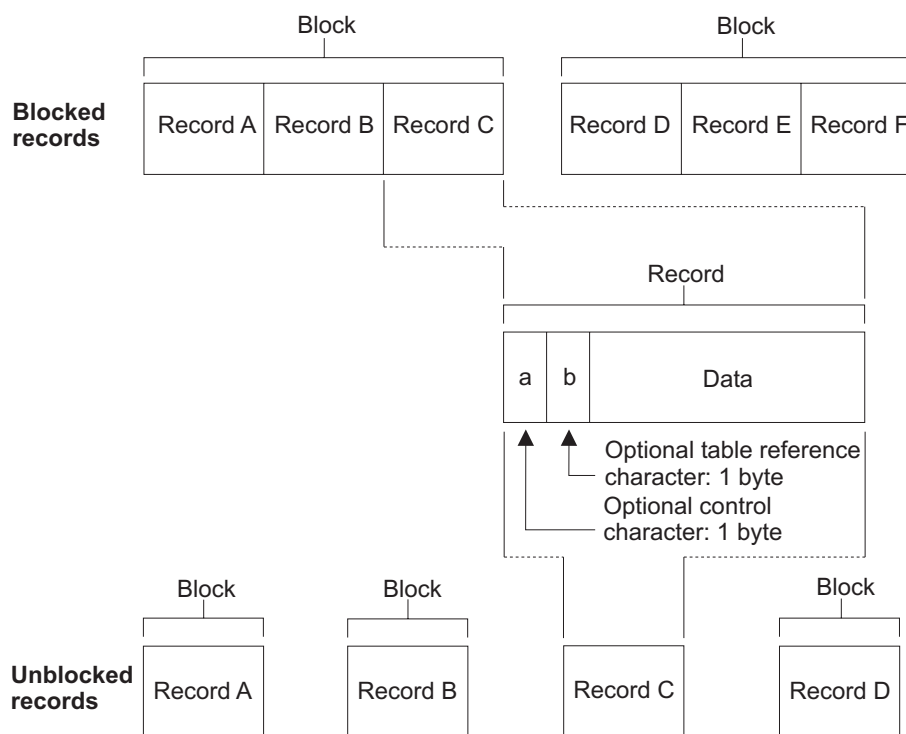 Block
Block
Blocked
records
Record A
Record B
Record C
Record D
Record E
Record F
Record
a
b
Data
Optional table reference
character: 1 byte
Optional control
character: 1 byte
Block
Block
Block
Unblocked
records
Record A
Record B
Record C
Record D